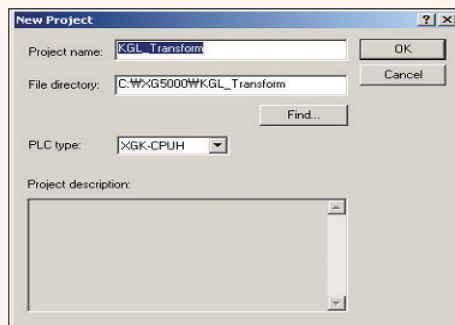 New Project
Project name: KGL_Transform
OK
Cancel
File directory: C:₩XG5000₩KGL_Transform
Find...
PLC type: XGK-CPUH
Project description: